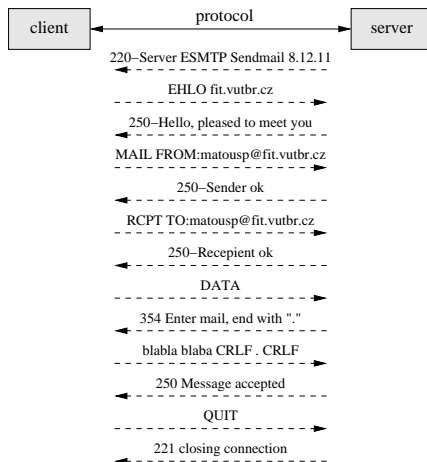 protocol
client
server
220–Server ESMTP Sendmail 8.12.11
EHLO fit.vutbr.cz
250–Hello, pleased to meet you
MAIL FROM:matousp@fit.vutbr.cz
250–Sender ok
RCPT TO:matousp@fit.vutbr.cz
250–Recepient ok
DATA
354 Enter mail, end with "."
blabla blaba CRLF . CRLF
250 Message accepted
QUIT
221 closing connection